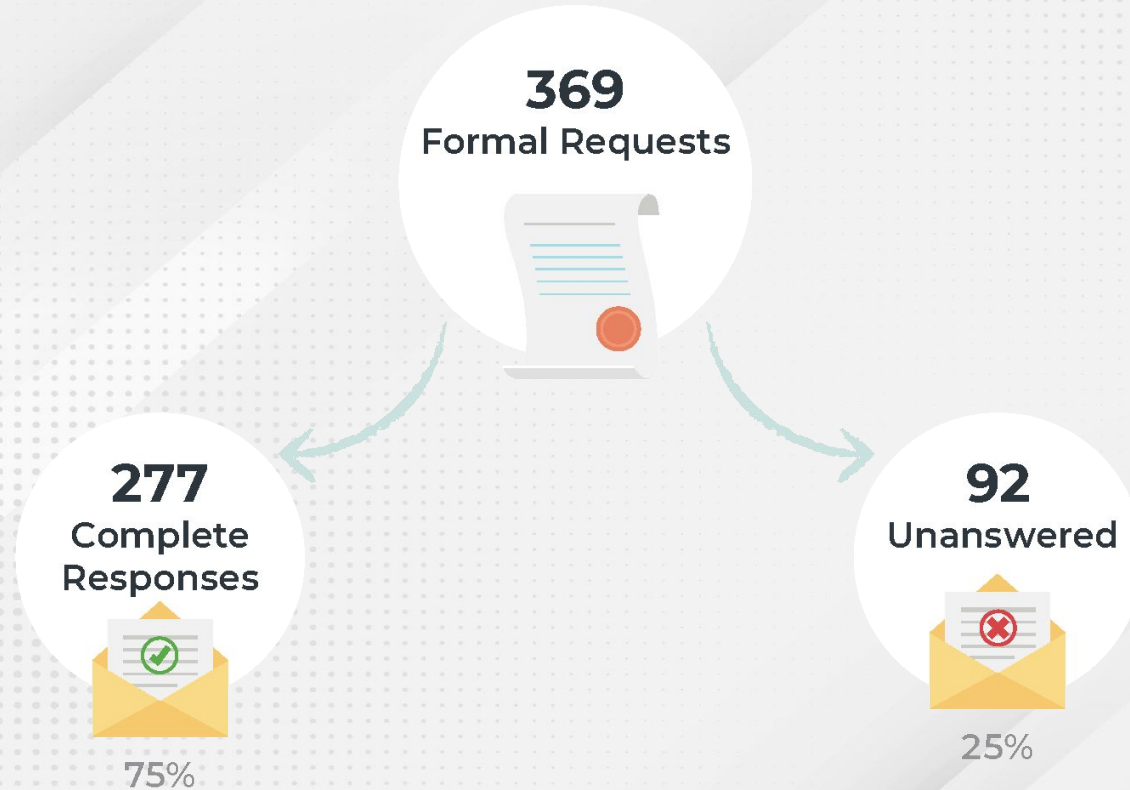 369
Formal Requests
277
Complete
Responses
75%
92
Unanswered
25%